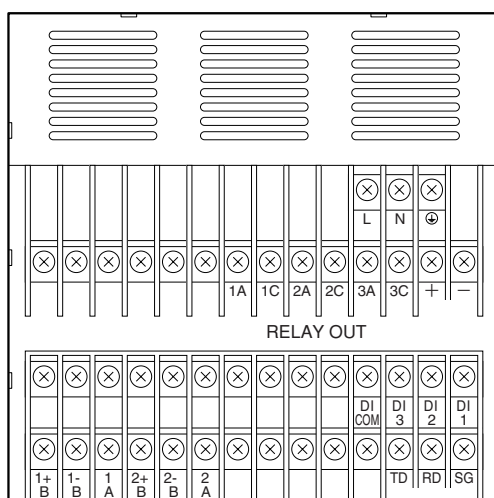 L N ⏚
1A 1C 2A 2C 3A 3C + −
RELAY OUT
DI COM DI 3 DI 2 DI 1
1+ B 1- B 1 A 2+ B 2- B 2 A TD RD SG